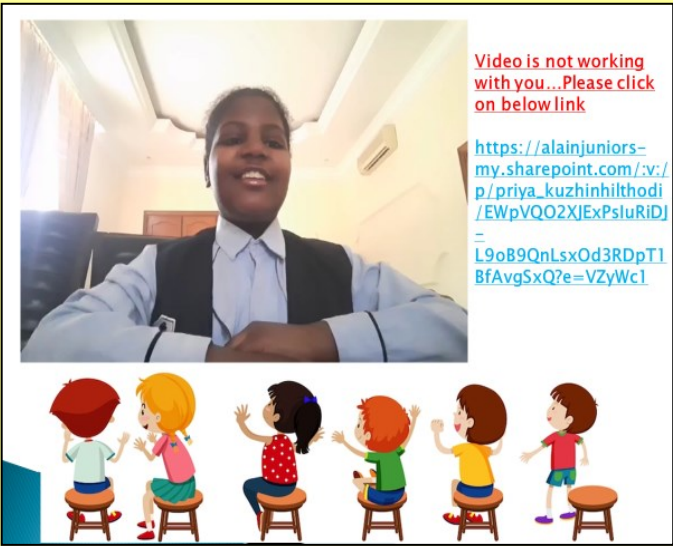 Video is not working
with you...Please click
on below link
https://alainjuniors-
my.sharepoint.com/:v:/
p/priya_kuzhinhilthodi
/EWpVQO2XJExPsIuRiDJ
-
L9oB9QnLsxOd3RDpT1
BfAvgSxQ?e=VZyWc1